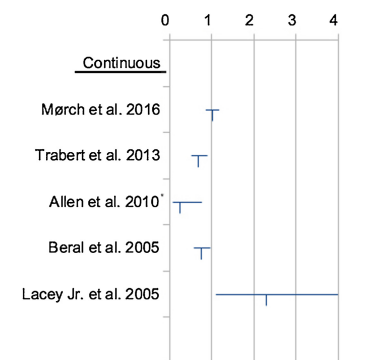 0 1 2 3 4
Continuous
Mørch et al. 2016
Trabert et al. 2013
Allen et al. 2010*
Beral et al. 2005
Lacey Jr. et al. 2005